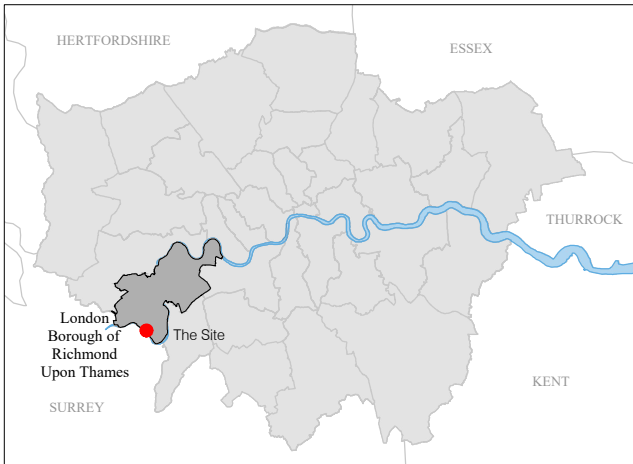 HERTFORDSHIRE
ESSEX
THURROCK
London
Borough of
Richmond
Upon Thames
The Site
KENT
SURREY